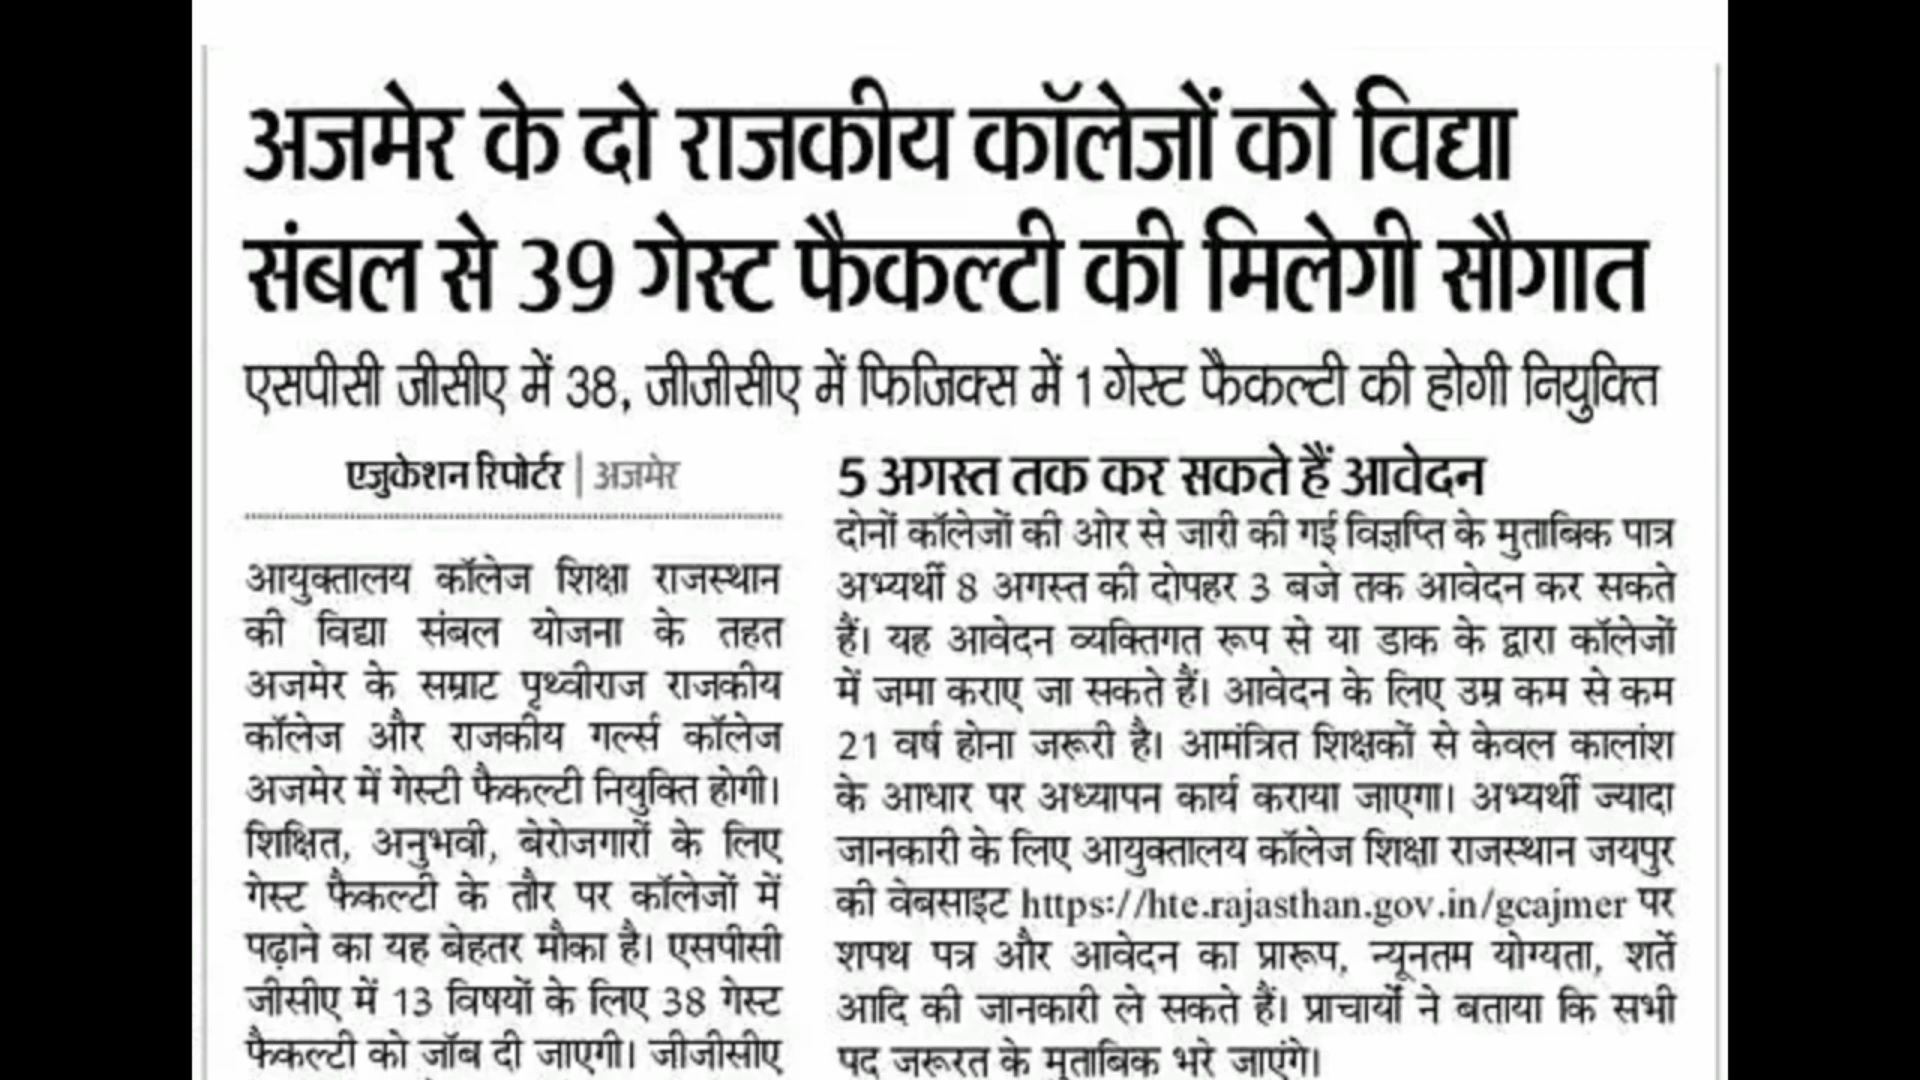 अजमेर के दो राजकीय कॉलेजों को विद्या
संबल से 39 गेस्ट फैकल्टी की मिलेगी सौगात
एसपीसी जीसीए में 38, जीजीसीए में फिजिक्स में 1 गेस्ट फैकल्टी की होगी नियुक्ति
एजुकेशन रिपोर्टर | अजमेर
आयुक्तालय कॉलेज शिक्षा राजस्थान
की विद्या संबल योजना के तहत
अजमेर के सम्राट पृथ्वीराज राजकीय
कॉलेज और राजकीय गर्ल्स कॉलेज
अजमेर में गेस्टी फैकल्टी नियुक्ति होगी।
शिक्षित, अनुभवी, बेरोजगारों के लिए
गेस्ट फैकल्टी के तौर पर कॉलेजों में
पढ़ाने का यह बेहतर मौका है। एसपीसी
जीसीए में 13 विषयों के लिए 38 गेस्ट
फैकल्टी को जॉब दी जाएगी। जीजीसीए
5 अगस्त तक कर सकते हैं आवेदन
दोनों कॉलेजों की ओर से जारी की गई विज्ञप्ति के मुताबिक पात्र
अभ्यर्थी 8 अगस्त की दोपहर 3 बजे तक आवेदन कर सकते
हैं। यह आवेदन व्यक्तिगत रूप से या डाक के द्वारा कॉलेजों
में जमा कराए जा सकते हैं। आवेदन के लिए उम्र कम से कम
21 वर्ष होना जरूरी है। आमंत्रित शिक्षकों से केवल कालांश
के आधार पर अध्यापन कार्य कराया जाएगा। अभ्यर्थी ज्यादा
जानकारी के लिए आयुक्तालय कॉलेज शिक्षा राजस्थान जयपुर
की वेबसाइट https://hte.rajasthan.gov.in/gcajmer पर
शपथ पत्र और आवेदन का प्रारूप, न्यूनतम योग्यता, शर्ते
आदि की जानकारी ले सकते हैं। प्राचार्यों ने बताया कि सभी
पद जरूरत के मुताबिक भरे जाएंगे।